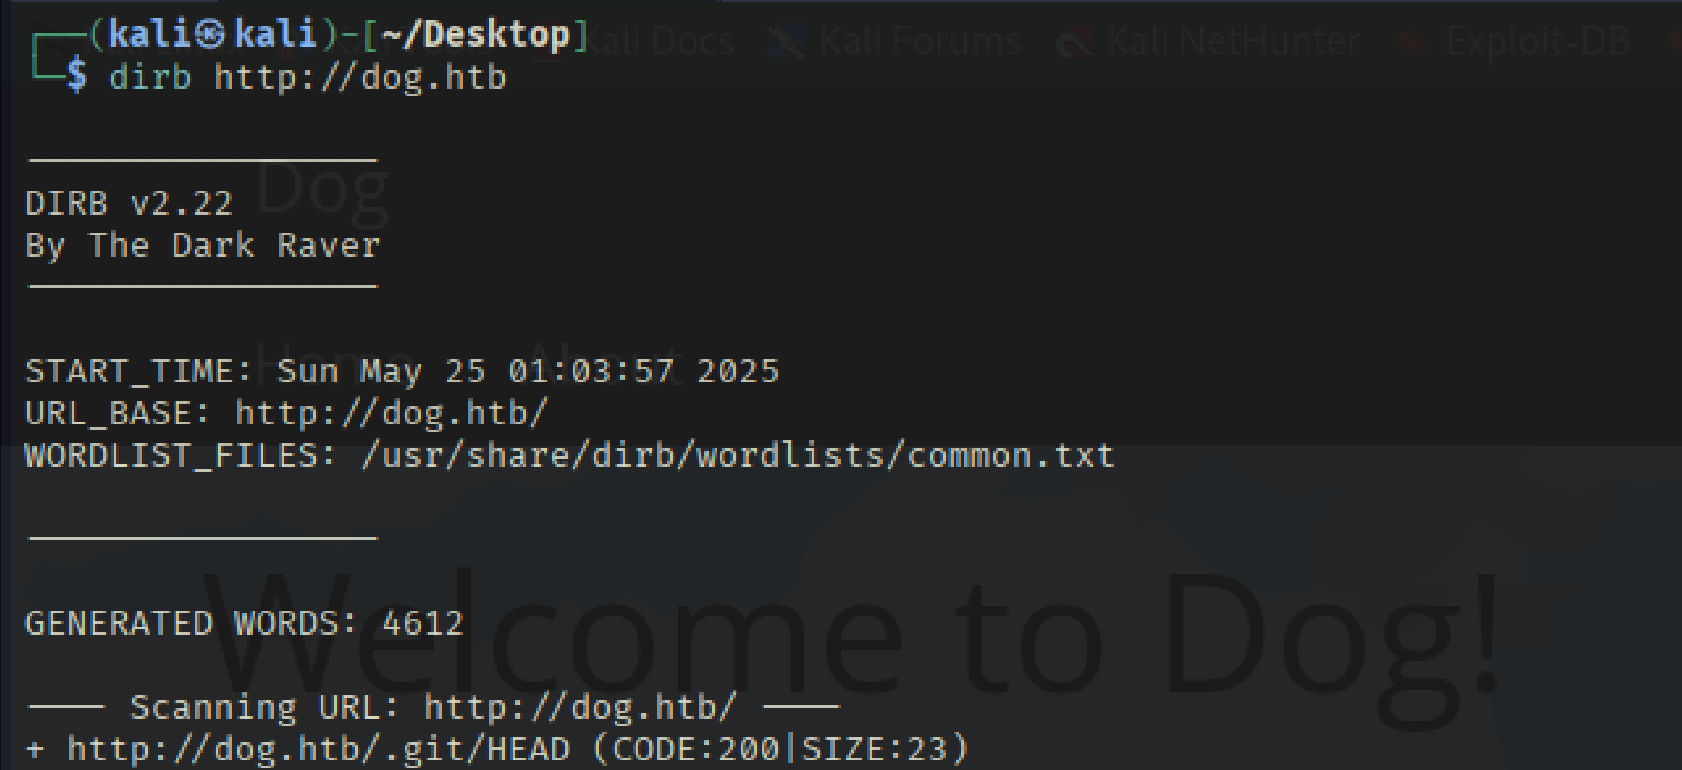 (kali㉿kali)-[~/Desktop]
Kali Docs Kali Forums Kali NetHunter Exploit-DB
$ dirb http://dog.htb
Dog
DIRB v2.22
By The Dark Raver
Home About
START_TIME: Sun May 25 01:03:57 2025
URL_BASE: http://dog.htb/
WORDLIST_FILES: /usr/share/dirb/wordlists/common.txt
Welcome to Dog!
GENERATED WORDS: 4612
---- Scanning URL: http://dog.htb/ ----
+ http://dog.htb/.git/HEAD (CODE:200|SIZE:23)